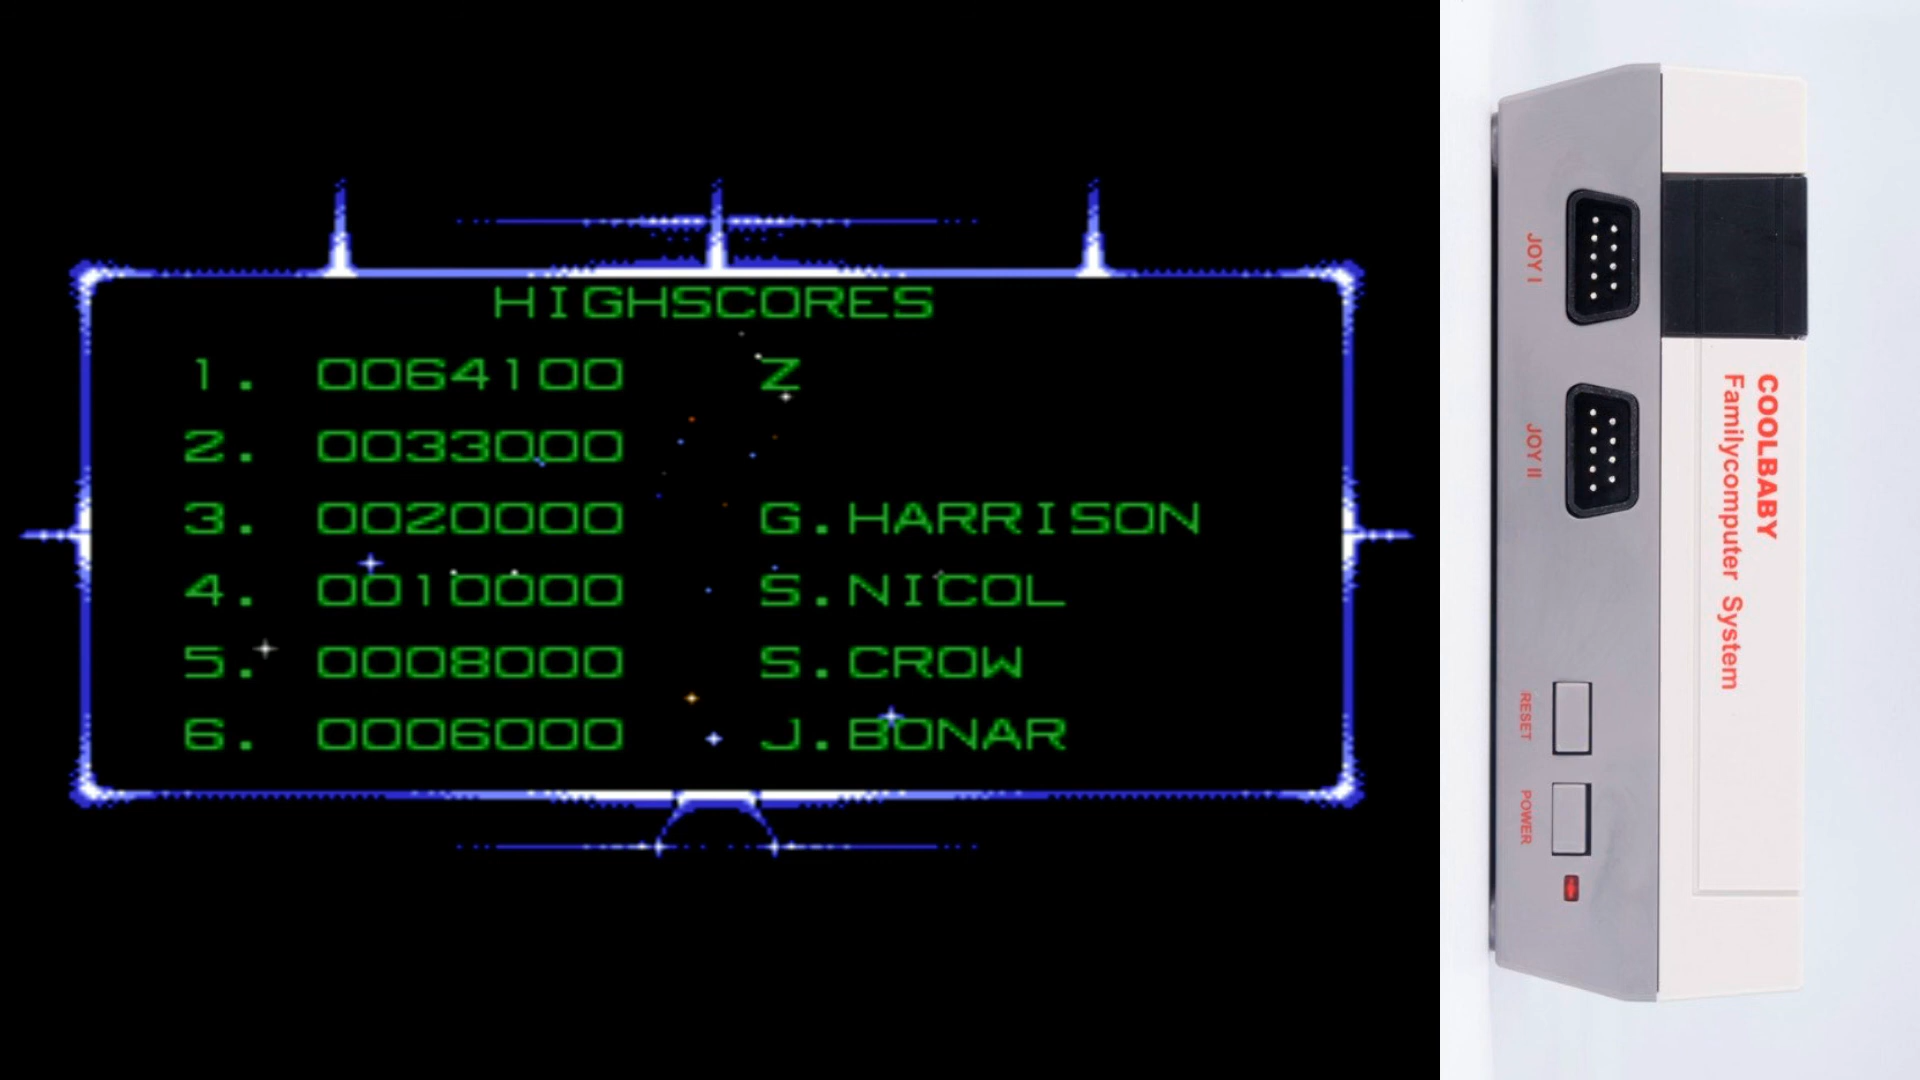 HIGHSCORES
1. 0064100 Z
2. 0033000
3. 0020000 G.HARRISON
4. 0010000 S.NICOL
5. 0008000 S.CROW
6. 0006000 J.BONAR
COOLBABY
Familycomputer System
JOY I
JOY II
RESET
POWER